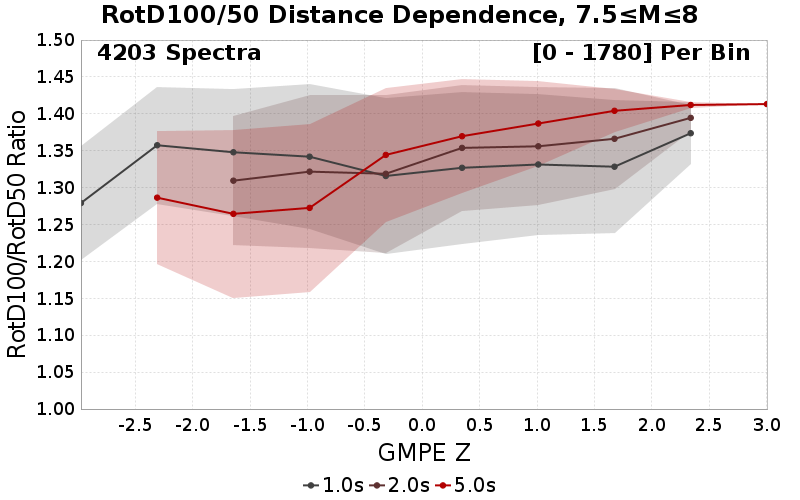 RotD100/50 Distance Dependence, 7.5≤M≤8
4203 Spectra
[0 - 1780] Per Bin
RotD100/RotD50 Ratio
1.50
1.45
1.40
1.35
1.30
1.25
1.20
1.15
1.10
1.05
1.00
-2.5 -2.0 -1.5 -1.0 -0.5 0.0 0.5 1.0 1.5 2.0 2.5 3.0
GMPE Z
1.0s 2.0s 5.0s